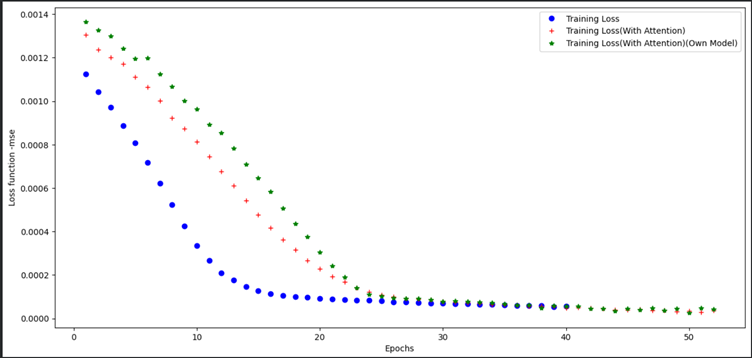 0.0014
0.0012
0.0010
0.0008
0.0006
0.0004
0.0002
0.0000
Loss function -mse
0 10 20 30 40 50
Epochs
Training Loss
Training Loss(With Attention)
Training Loss(With Attention)(Own Model)